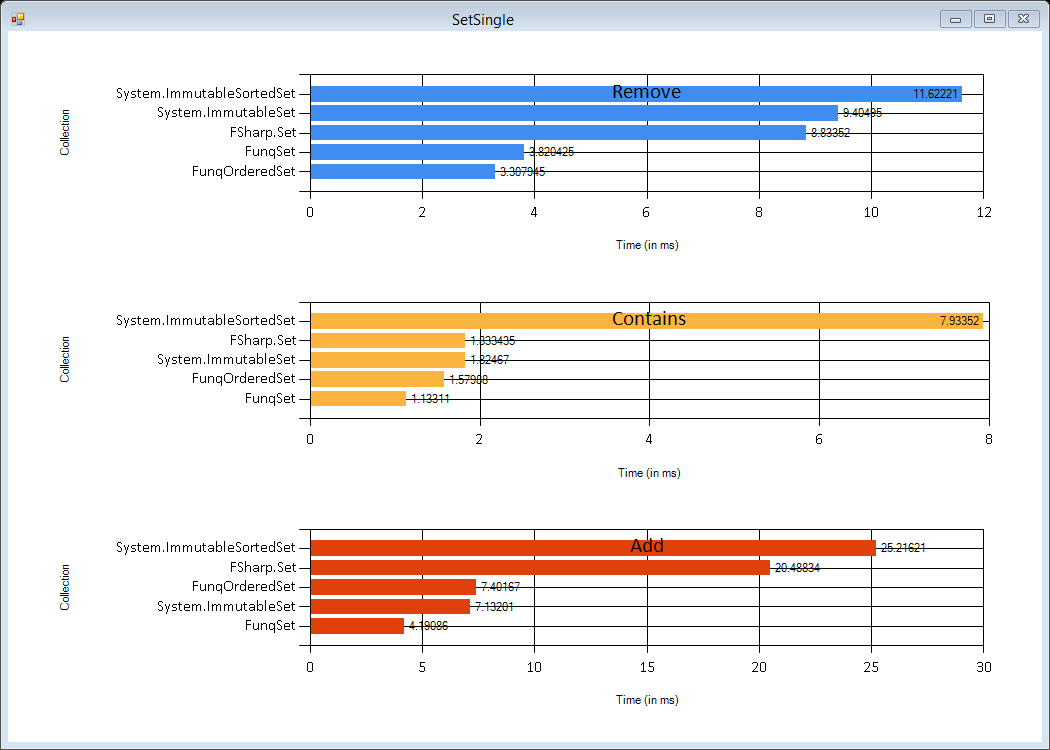 SetSingle
Remove
Collection
System.ImmutableSortedSet 11.62221
System.ImmutableSet 9.40495
FSharp.Set 8.83352
FunqSet 3.820425
FunqOrderedSet 3.307945
0 2 4 6 8 10 12
Time (in ms)
Contains
Collection
System.ImmutableSortedSet 7.93352
FSharp.Set 1.833435
System.ImmutableSet 1.82467
FunqOrderedSet 1.57988
FunqSet 1.13311
0 2 4 6 8
Time (in ms)
Add
Collection
System.ImmutableSortedSet 25.21621
FSharp.Set 20.48834
FunqOrderedSet 7.40167
System.ImmutableSet 7.13201
FunqSet 4.19086
0 5 10 15 20 25 30
Time (in ms)